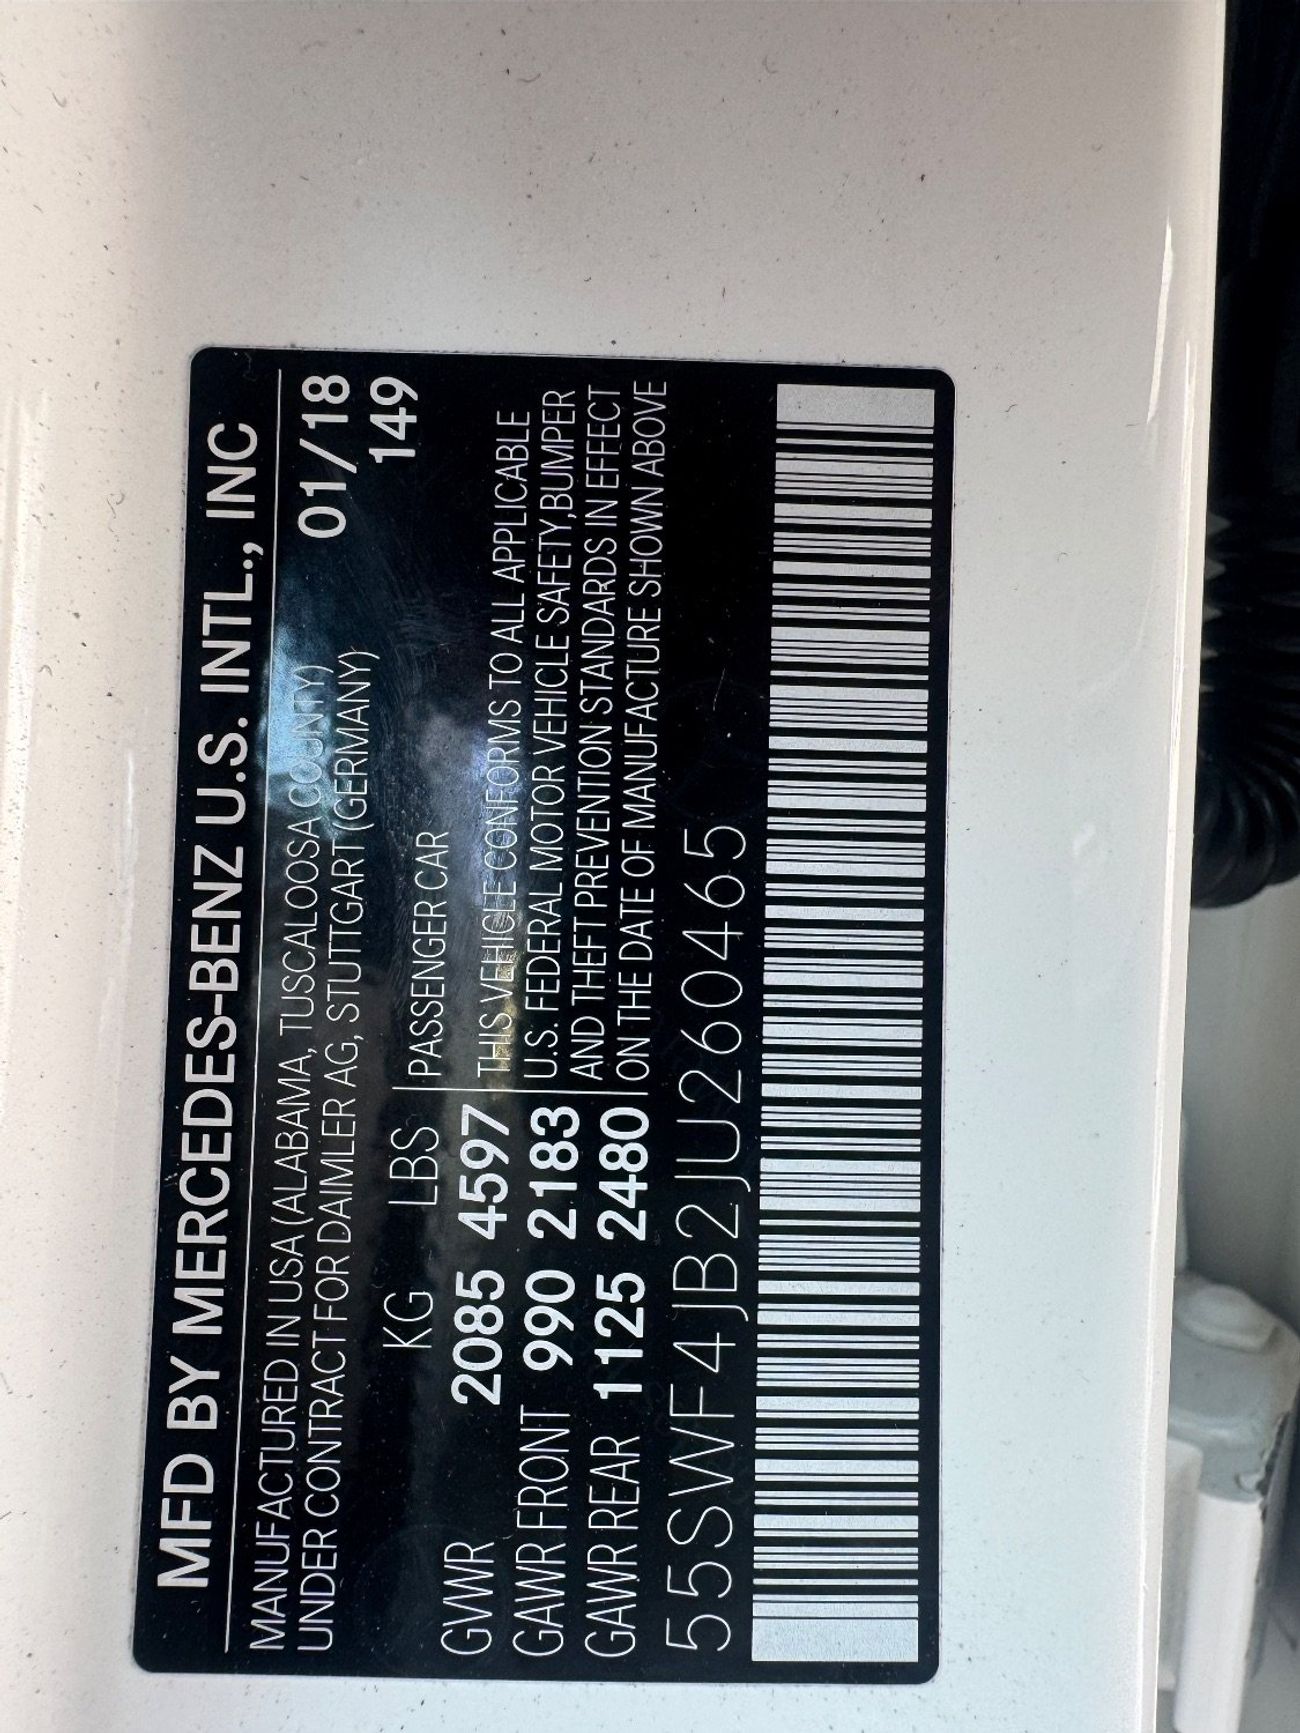 MFD BY MERCEDES-BENZ U.S. INTL., INC
MANUFACTURED IN USA (ALABAMA, TUSCALOOSA COUNTY) 01/18
UNDER CONTRACT FOR DAIMLER AG, STUTTGART (GERMANY) 149
KG LBS PASSENGER CAR
GVWR 2085 4597 THIS VEHICLE CONFORMS TO ALL APPLICABLE
U.S. FEDERAL MOTOR VEHICLE SAFETY,BUMPER
GAWR FRONT 990 2183 AND THEFT PREVENTION STANDARDS IN EFFECT
GAWR REAR 1125 2480 ON THE DATE OF MANUFACTURE SHOWN ABOVE
55SWF4JB2JU260465